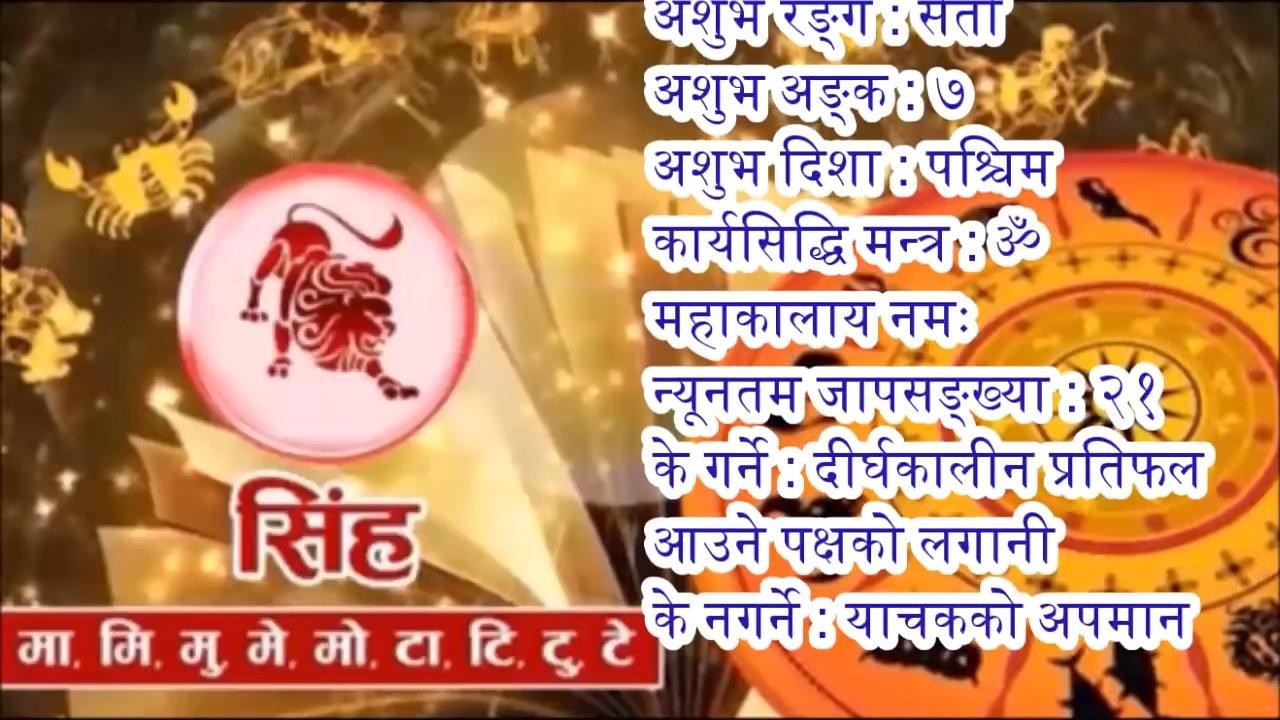 अशुभ रङ्ग : सेतो
अशुभ अङ्क : ७
अशुभ दिशा : पश्चिम
कार्यसिद्धि मन्त्र : ॐ
महाकालाय नमः
न्यूनतम जापसङ्ख्या : २१
के गर्ने : दीर्घकालीन प्रतिफल
आउने पक्षको लगानी
के नगर्ने : याचकको अपमान
सिंह
मा, मि, मु, मे, मो, टा, टि, टु, टे